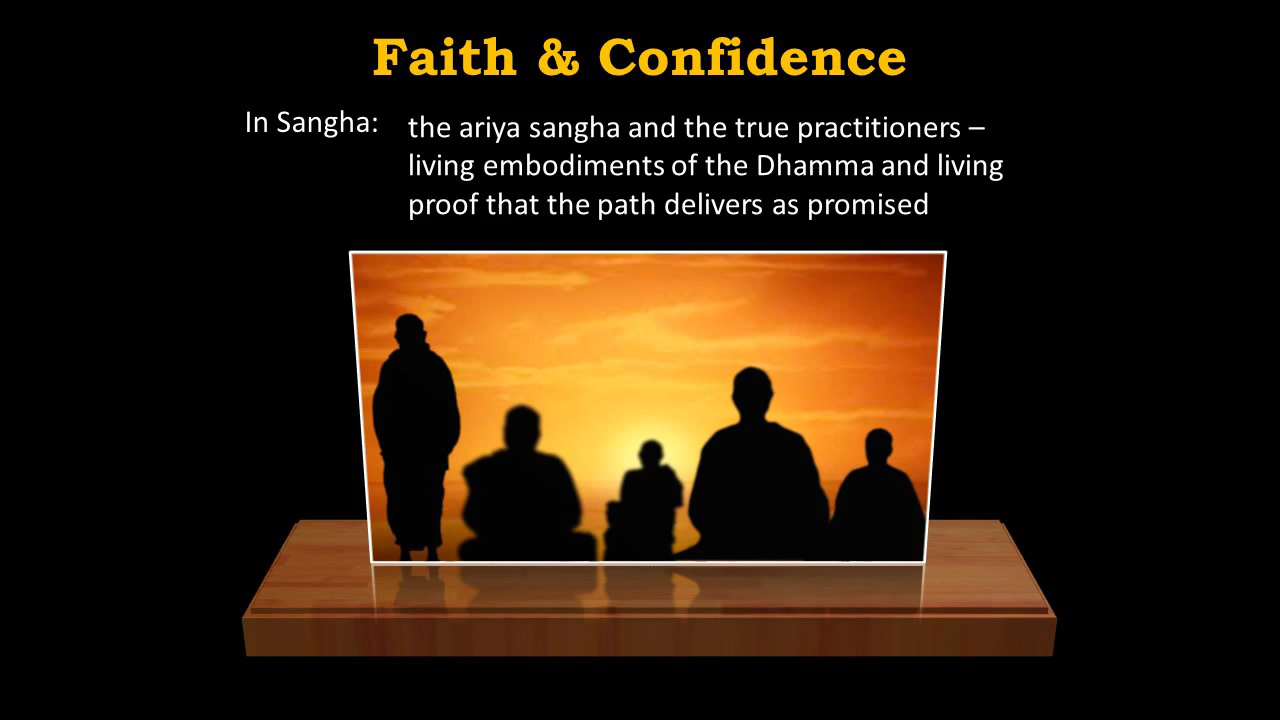 Faith & Confidence
In Sangha:
the ariya sangha and the true practitioners –
living embodiments of the Dhamma and living
proof that the path delivers as promised